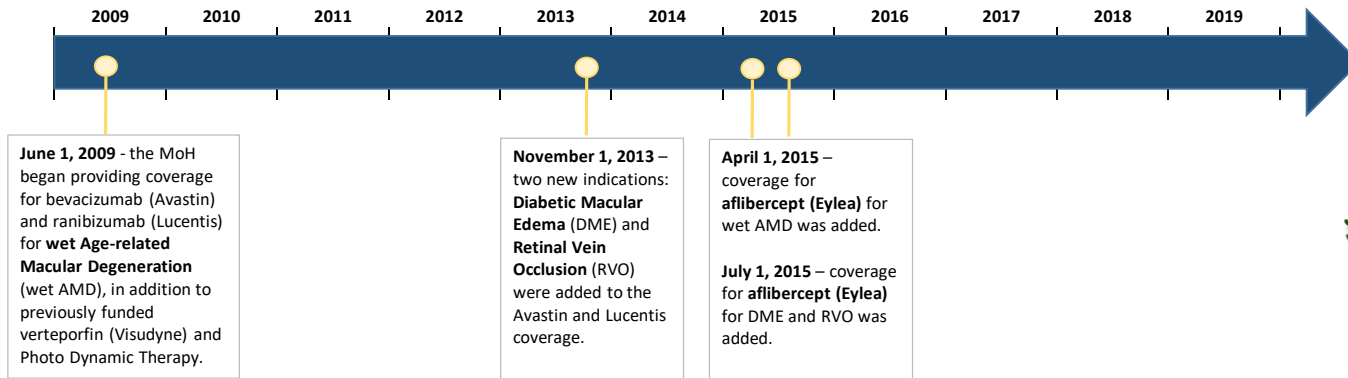 2009 2010 2011 2012 2013 2014 2015 2016 2017 2018 2019
June 1, 2009 - the MoH
began providing coverage
for bevacizumab (Avastin)
and ranibizumab (Lucentis)
for wet Age-related
Macular Degeneration
(wet AMD), in addition to
previously funded
verteporfin (Visudyne) and
Photo Dynamic Therapy.
November 1, 2013 –
two new indications:
Diabetic Macular
Edema (DME) and
Retinal Vein
Occlusion (RVO)
were added to the
Avastin and Lucentis
coverage.
April 1, 2015 –
coverage for
aflibercept (Eylea) for
wet AMD was added.
July 1, 2015 – coverage
for aflibercept (Eylea)
for DME and RVO was
added.